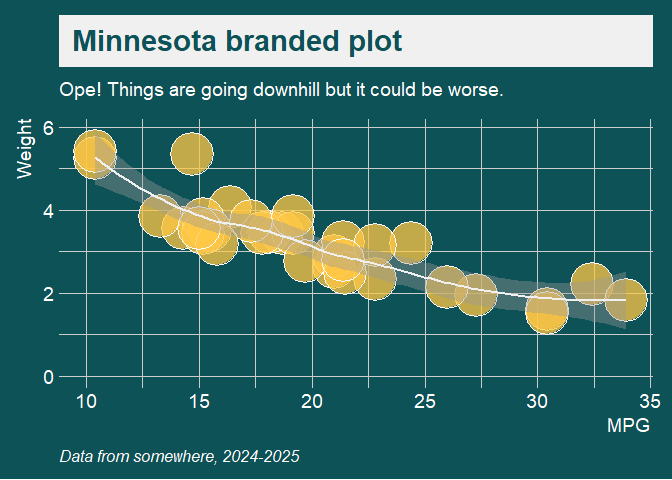 Minnesota branded plot
Ope! Things are going downhill but it could be worse.
Weight
6
4
2
0
10 15 20 25 30 35
MPG
Data from somewhere, 2024-2025